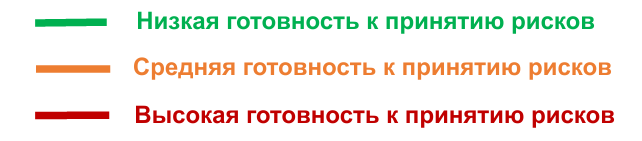 Низкая готовность к принятию рисков
Средняя готовность к принятию рисков
Высокая готовность к принятию рисков